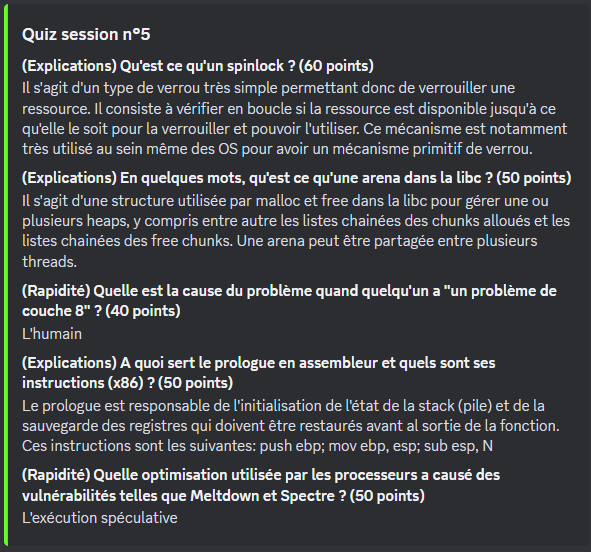 Quiz session n°5
(Explications) Qu'est ce qu'un spinlock ? (60 points)
Il s'agit d'un type de verrou très simple permettant donc de verrouiller une
ressource. Il consiste à vérifier en boucle si la ressource est disponible jusqu'à ce
qu'elle le soit pour la verrouiller et pouvoir l'utiliser. Ce mécanisme est notamment
très utilisé au sein même des OS pour avoir un mécanisme primitif de verrou.
(Explications) En quelques mots, qu'est ce qu'une arena dans la libc ? (50 points)
Il s'agit d'une structure utilisée par malloc et free dans la libc pour gérer une ou
plusieurs heaps, y compris entre autre les listes chainées des chunks alloués et les
listes chainées des free chunks. Une arena peut être partagée entre plusieurs
threads.
(Rapidité) Quelle est la cause du problème quand quelqu'un a "un problème de
couche 8" ? (40 points)
L'humain
(Explications) A quoi sert le prologue en assembleur et quels sont ses
instructions (x86) ? (50 points)
Le prologue est responsable de l'initialisation de l'état de la stack (pile) et de la
sauvegarde des registres qui doivent être restaurés avant al sortie de la fonction.
Ces instructions sont les suivantes: push ebp; mov ebp, esp; sub esp, N
(Rapidité) Quelle optimisation utilisée par les processeurs a causé des
vulnérabilités telles que Meltdown et Spectre ? (50 points)
L'exécution spéculative